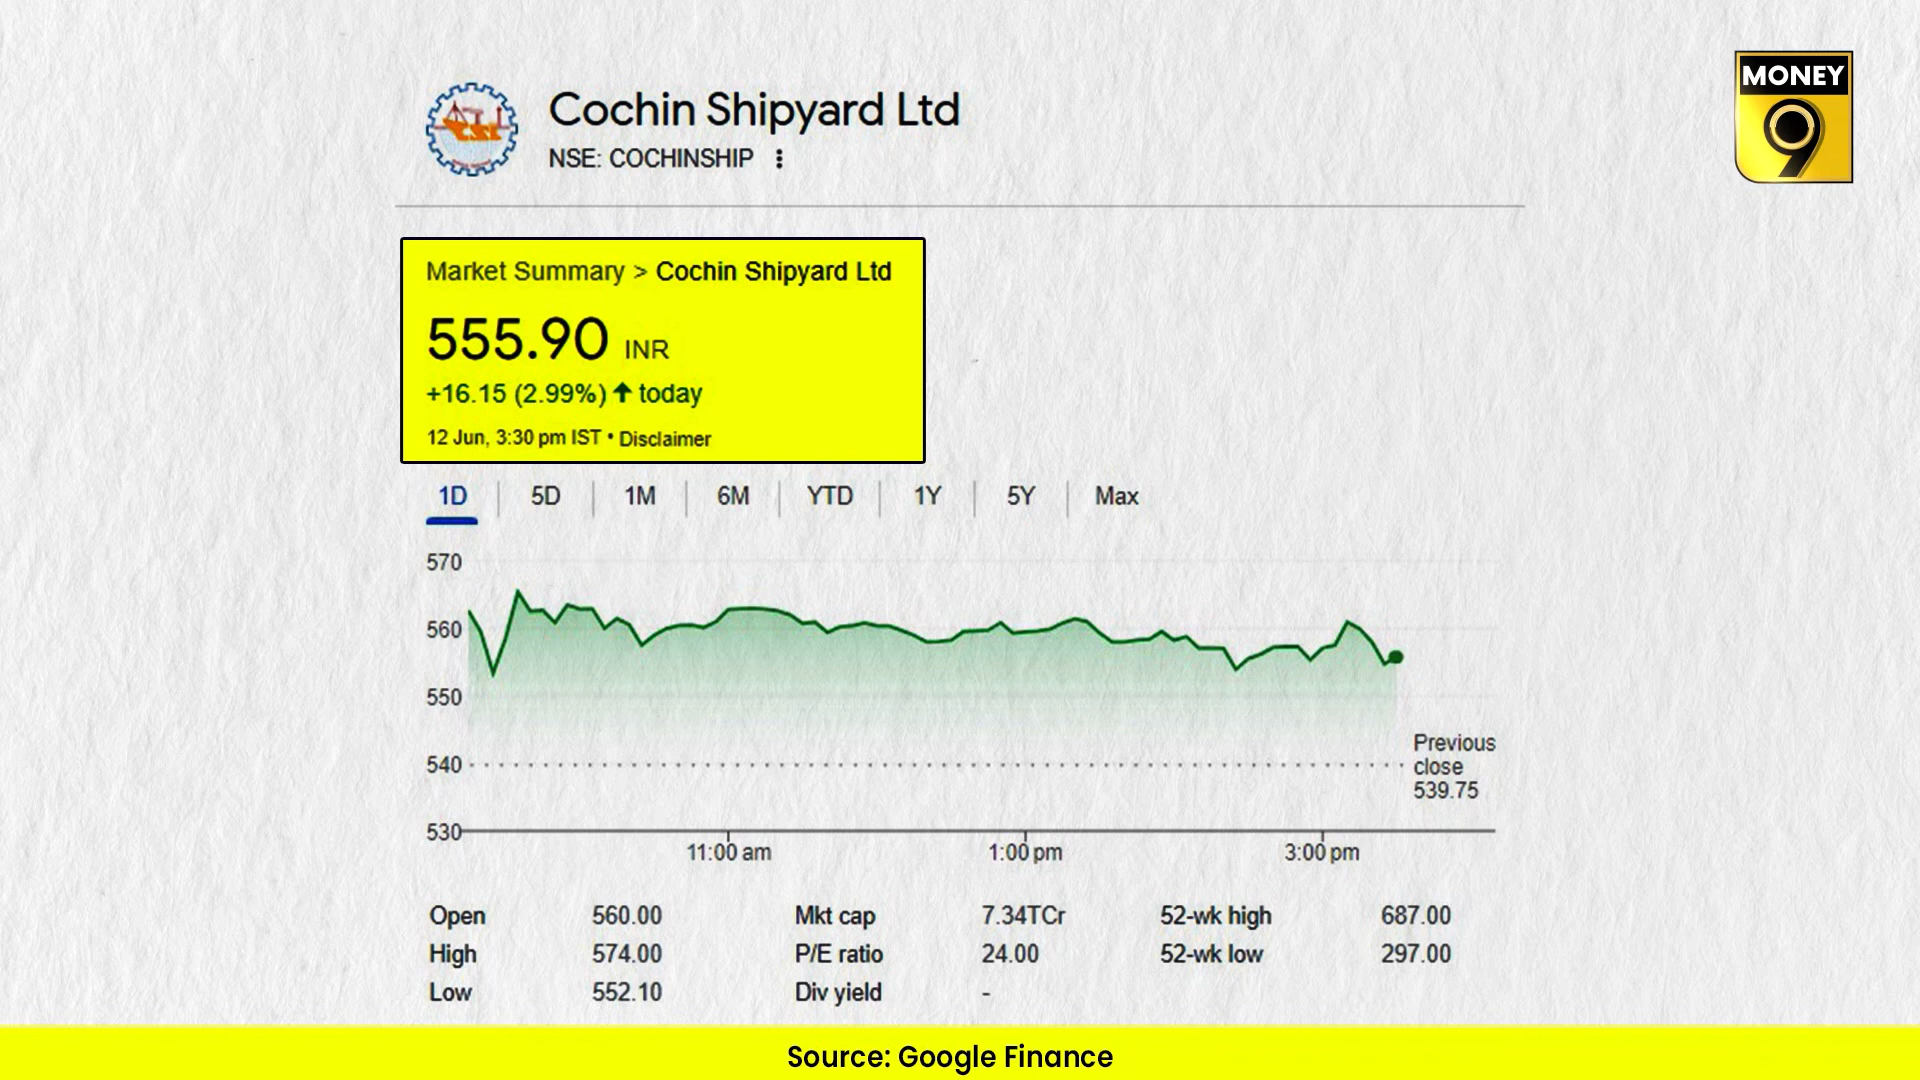 MONEY
9
CSL
Cochin Shipyard Ltd
NSE: COCHINSHIP
Market Summary > Cochin Shipyard Ltd
555.90 INR
+16.15 (2.99%) ↑ today
12 Jun, 3:30 pm IST • Disclaimer
1D 5D 1M 6M YTD 1Y 5Y Max
570
560
550
540
530
Previous
close
539.75
11:00 am 1:00 pm 3:00 pm
Open 560.00 Mkt cap 7.34TCr 52-wk high 687.00
High 574.00 P/E ratio 24.00 52-wk low 297.00
Low 552.10 Div yield -
Source: Google Finance